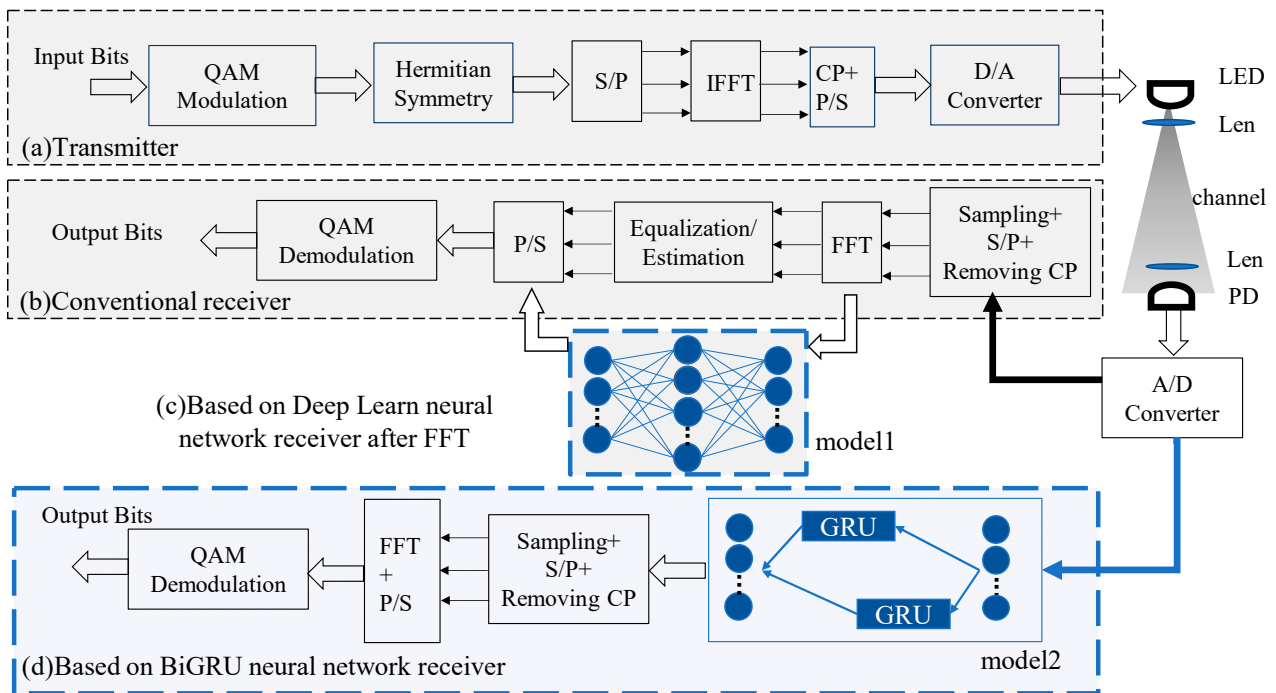 Input Bits
QAM
Modulation
Hermitian
Symmetry
S/P
IFFT
CP+
P/S
D/A
Converter
LED
Len
(a)Transmitter
channel
Len
PD
Output Bits
QAM
Demodulation
P/S
Equalization/
Estimation
FFT
Sampling+
S/P+
Removing CP
(b)Conventional receiver
A/D
Converter
(c)Based on Deep Learn neural
network receiver after FFT
model1
Output Bits
QAM
Demodulation
FFT
+
P/S
Sampling+
S/P+
Removing CP
GRU
GRU
model2
(d)Based on BiGRU neural network receiver